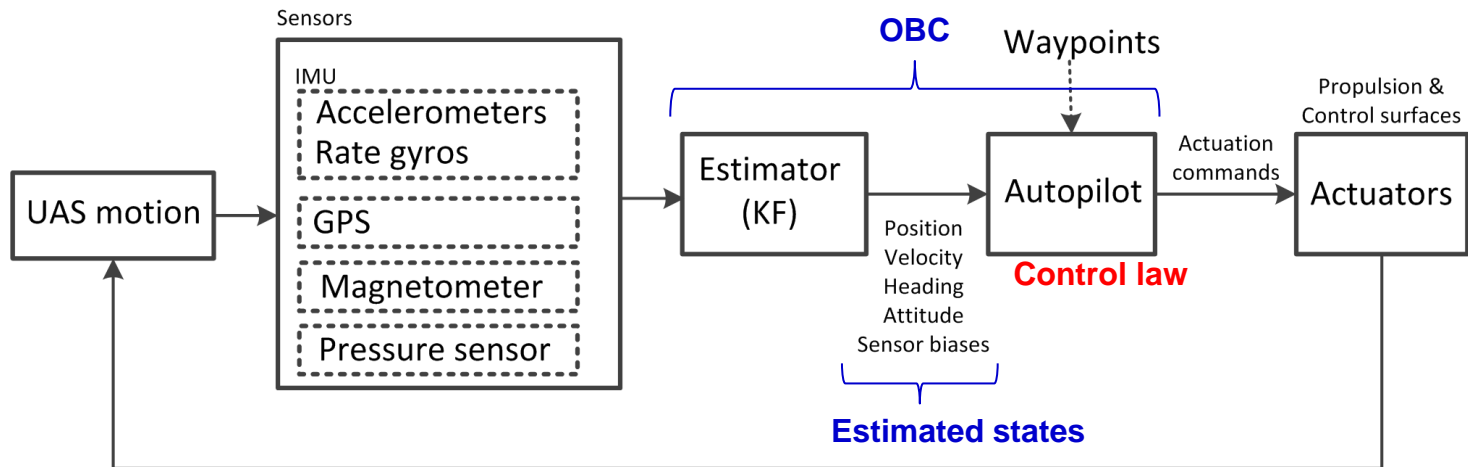 Sensors
OBC
Waypoints
IMU
Accelerometers
Rate gyros
GPS
Magnetometer
Pressure sensor
UAS motion
Estimator
(KF)
Position
Velocity
Heading
Attitude
Sensor biases
Estimated states
Autopilot
Control law
Actuation
commands
Propulsion &
Control surfaces
Actuators